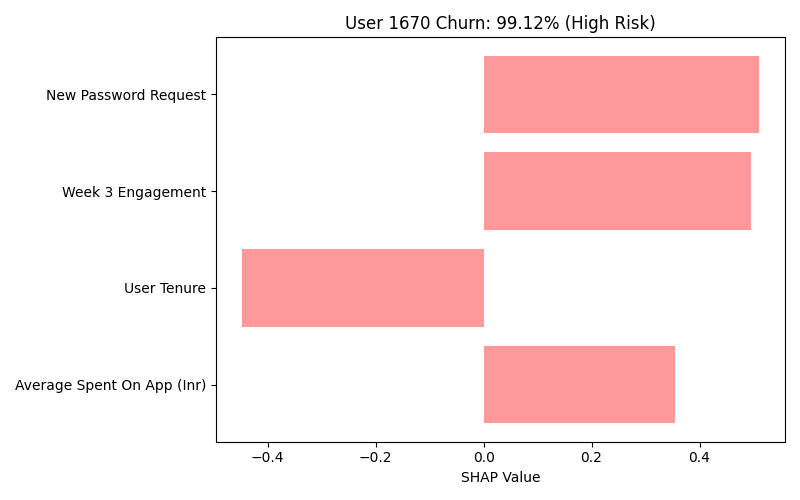 User 1670 Churn: 99.12% (High Risk)
New Password Request
Week 3 Engagement
User Tenure
Average Spent On App (Inr)
−0.4 −0.2 0.0 0.2 0.4
SHAP Value